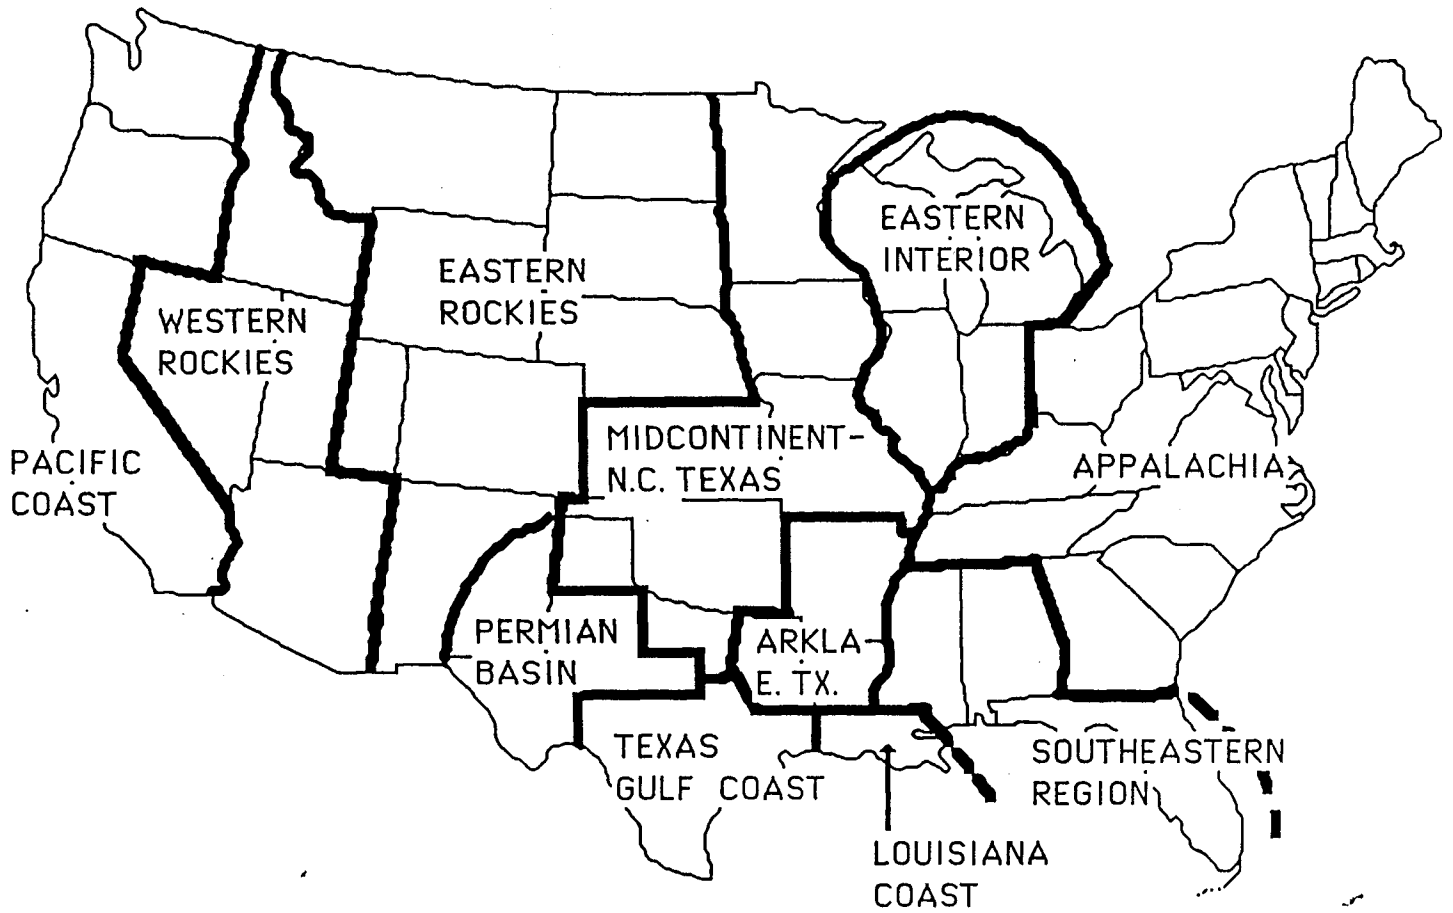 EASTERN
INTERIOR
EASTERN
ROCKIES
WESTERN
ROCKIES
MIDCONTINENT-
N.C. TEXAS
PACIFIC
COAST
APPALACHIA
PERMIAN
BASIN
ARKLA
E. TX.
TEXAS
GULF COAST
SOUTHEASTERN
REGION
LOUISIANA
COAST